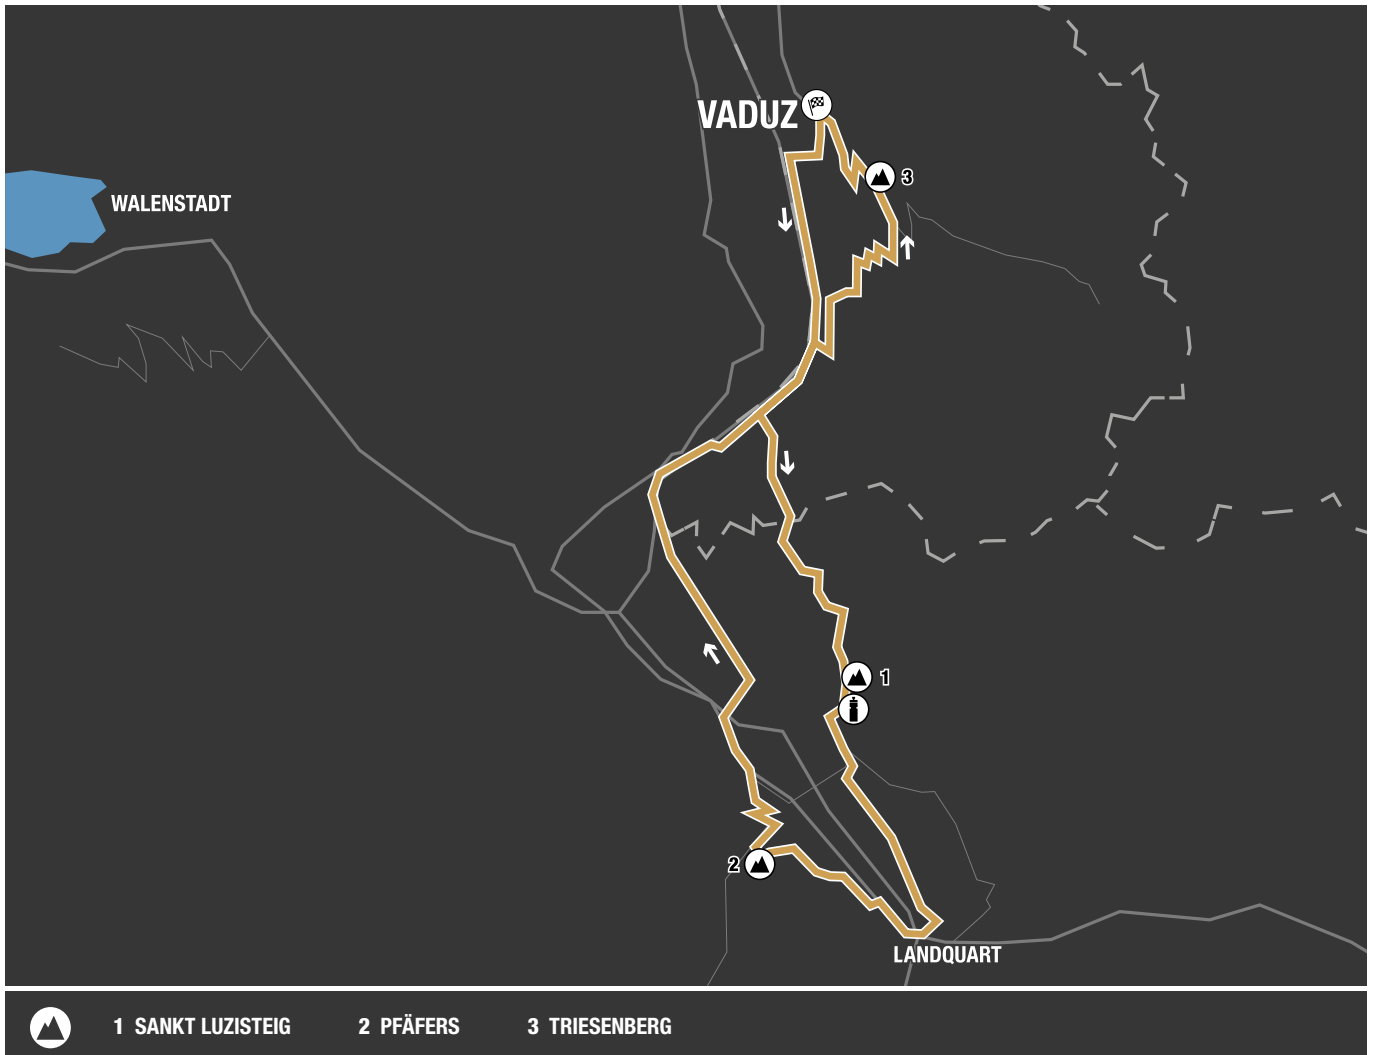 VADUZ
3
WALENSTADT
1
2
LANDQUART
1 SANKT LUZISTEIG 2 PFÄFERS 3 TRIESENBERG